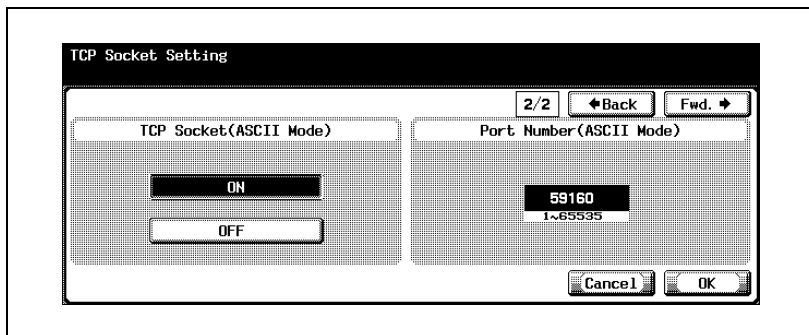 TCP Socket Setting
2/2 ←Back Fwd. →
TCP Socket(ASCII Mode)
Port Number(ASCII Mode)
ON
OFF
59160
1~65535
Cancel OK